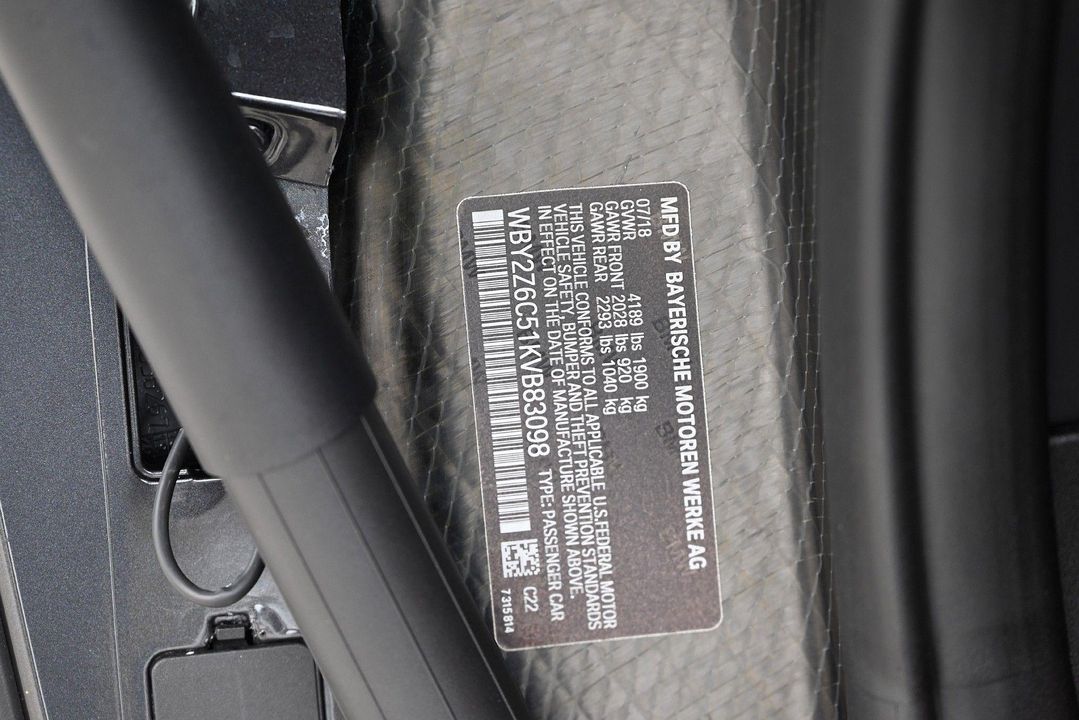 MFD BY BAYERISCHE MOTOREN WERKE AG
07/18
GVWR 4189 lbs 1900 kg
GAWR FRONT 2028 lbs 920 kg
GAWR REAR 2293 lbs 1040 kg
THIS VEHICLE CONFORMS TO ALL APPLICABLE U.S.FEDERAL MOTOR
VEHICLE SAFETY, BUMPER AND THEFT PREVENTION STANDARDS
IN EFFECT ON THE DATE OF MANUFACTURE SHOWN ABOVE.
WBY2Z6C51KVB83098 TYPE: PASSENGER CAR
C22
7315814